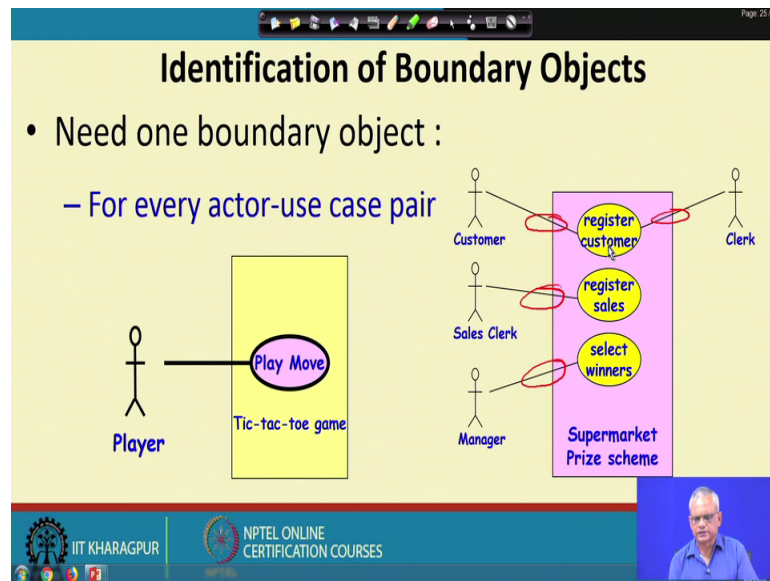 Page: 25
Identification of Boundary Objects
• Need one boundary object :
– For every actor-use case pair
Play Move
Tic-tac-toe game
Player
register
customer
Customer
Clerk
register
sales
Sales Clerk
select
winners
Manager
Supermarket
Prize scheme
IIT KHARAGPUR
NPTEL ONLINE
CERTIFICATION COURSES